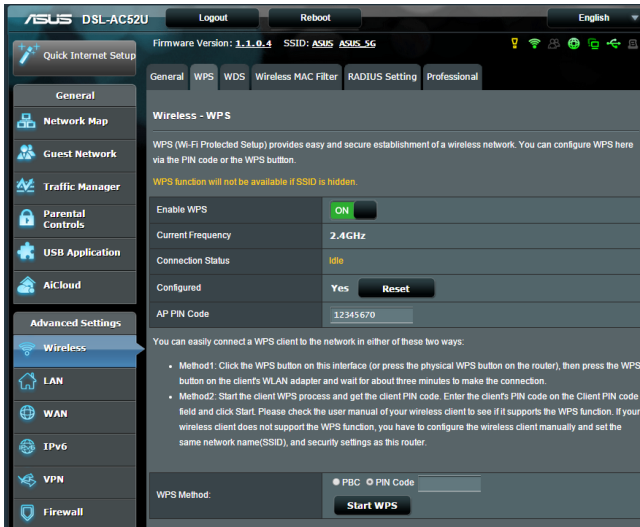 ASUS DSL-AC52U Logout Reboot English
Firmware Version: 1.1.0.4 SSID: ASUS ASUS_5G
Quick Internet Setup
General
Network Map
Guest Network
Traffic Manager
Parental
Controls
USB Application
AiCloud
Advanced Settings
Wireless
LAN
WAN
IPv6
VPN
Firewall
General WPS WDS Wireless MAC Filter RADIUS Setting Professional
Wireless - WPS
WPS (Wi-Fi Protected Setup) provides easy and secure establishment of a wireless network. You can configure WPS here
via the PIN code or the WPS buttton.
WPS function will not be available if SSID is hidden.
Enable WPS ON
Current Frequency 2.4GHz
Connection Status Idle
Configured Yes Reset
AP PIN Code 12345670
You can easily connect a WPS client to the network in either of these two ways:
• Method1: Click the WPS button on this interface (or press the physical WPS button on the router), then press the WPS
button on the client's WLAN adapter and wait for about three minutes to make the connection.
• Method2: Start the client WPS process and get the client PIN code. Enter the client's PIN code on the Client PIN code
field and click Start. Please check the user manual of your wireless client to see if it supports the WPS function. If your
wireless client does not support the WPS function, you have to configure the wireless client manually and set the
same network name(SSID), and security settings as this router.
WPS Method: PBC PIN Code
Start WPS